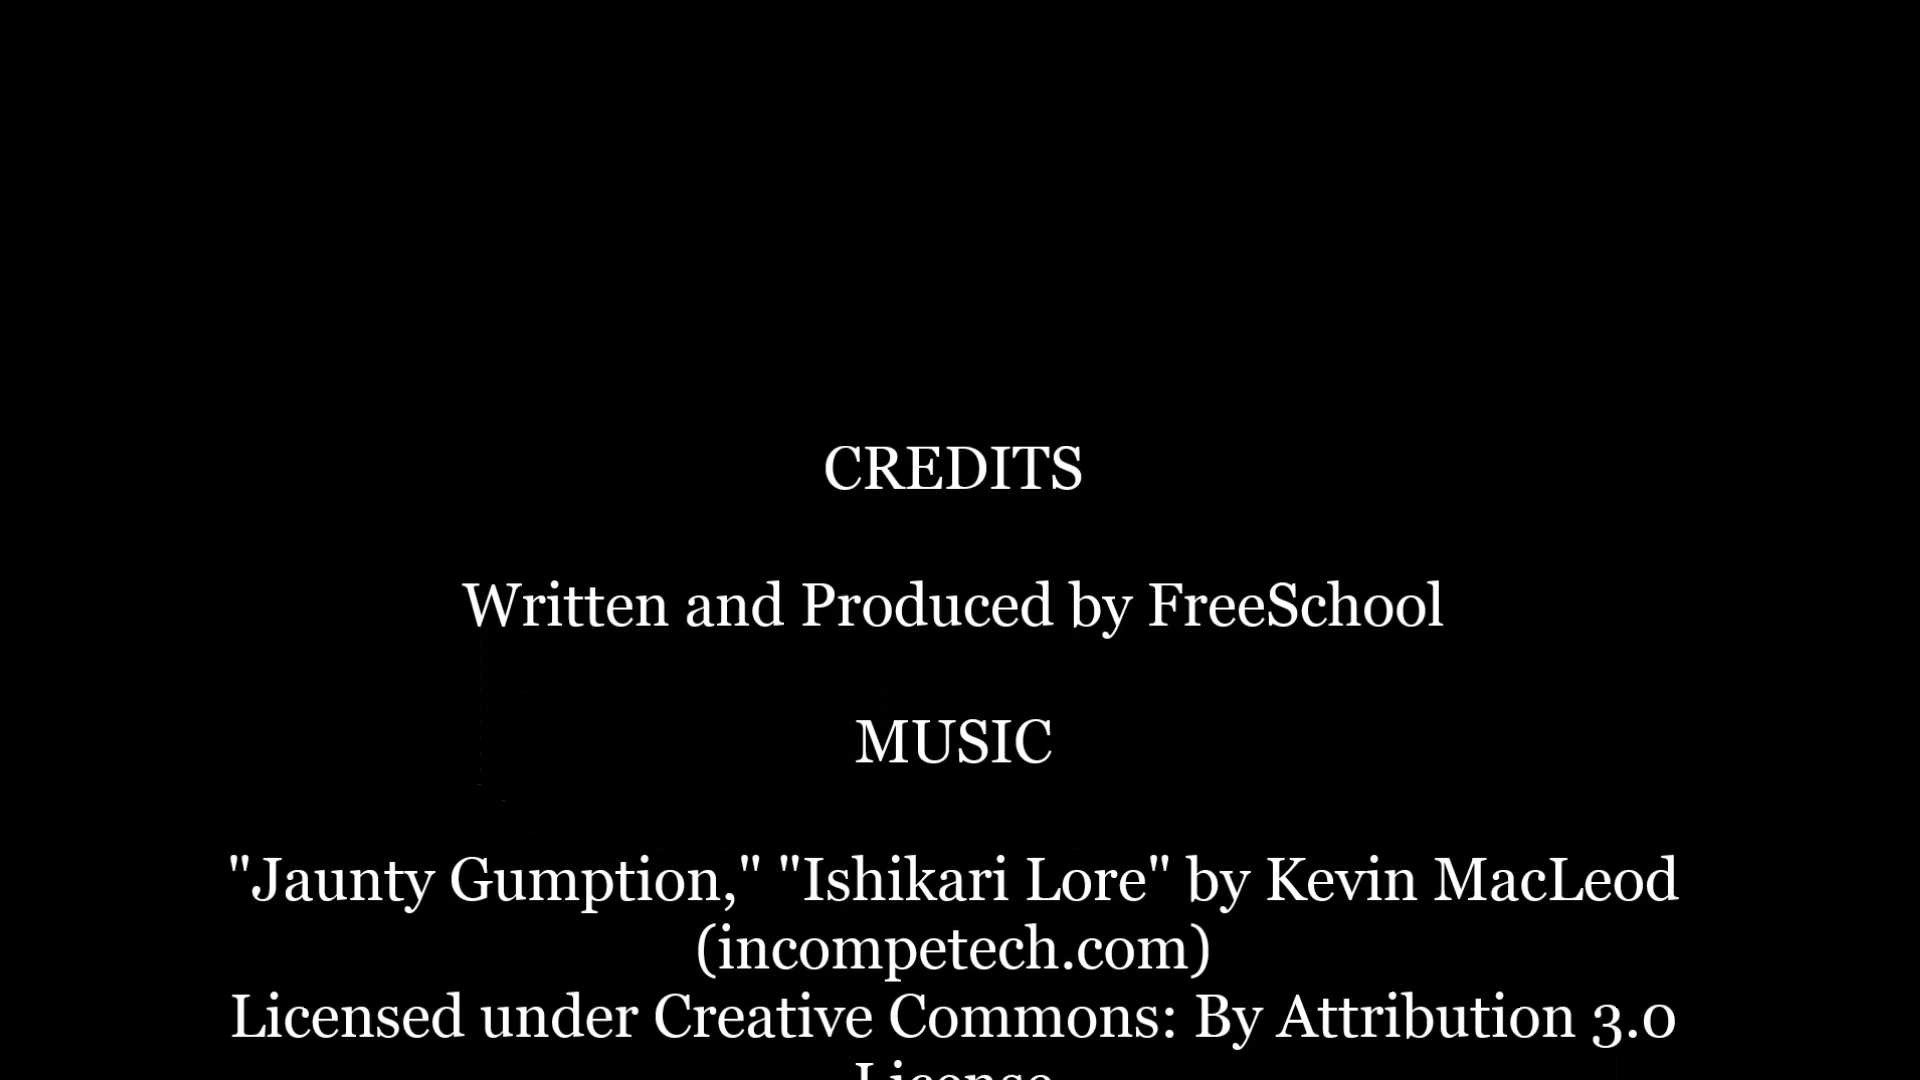 CREDITS
Written and Produced by FreeSchool
MUSIC
"Jaunty Gumption," "Ishikari Lore" by Kevin MacLeod
(incompetech.com)
Licensed under Creative Commons: By Attribution 3.0
License